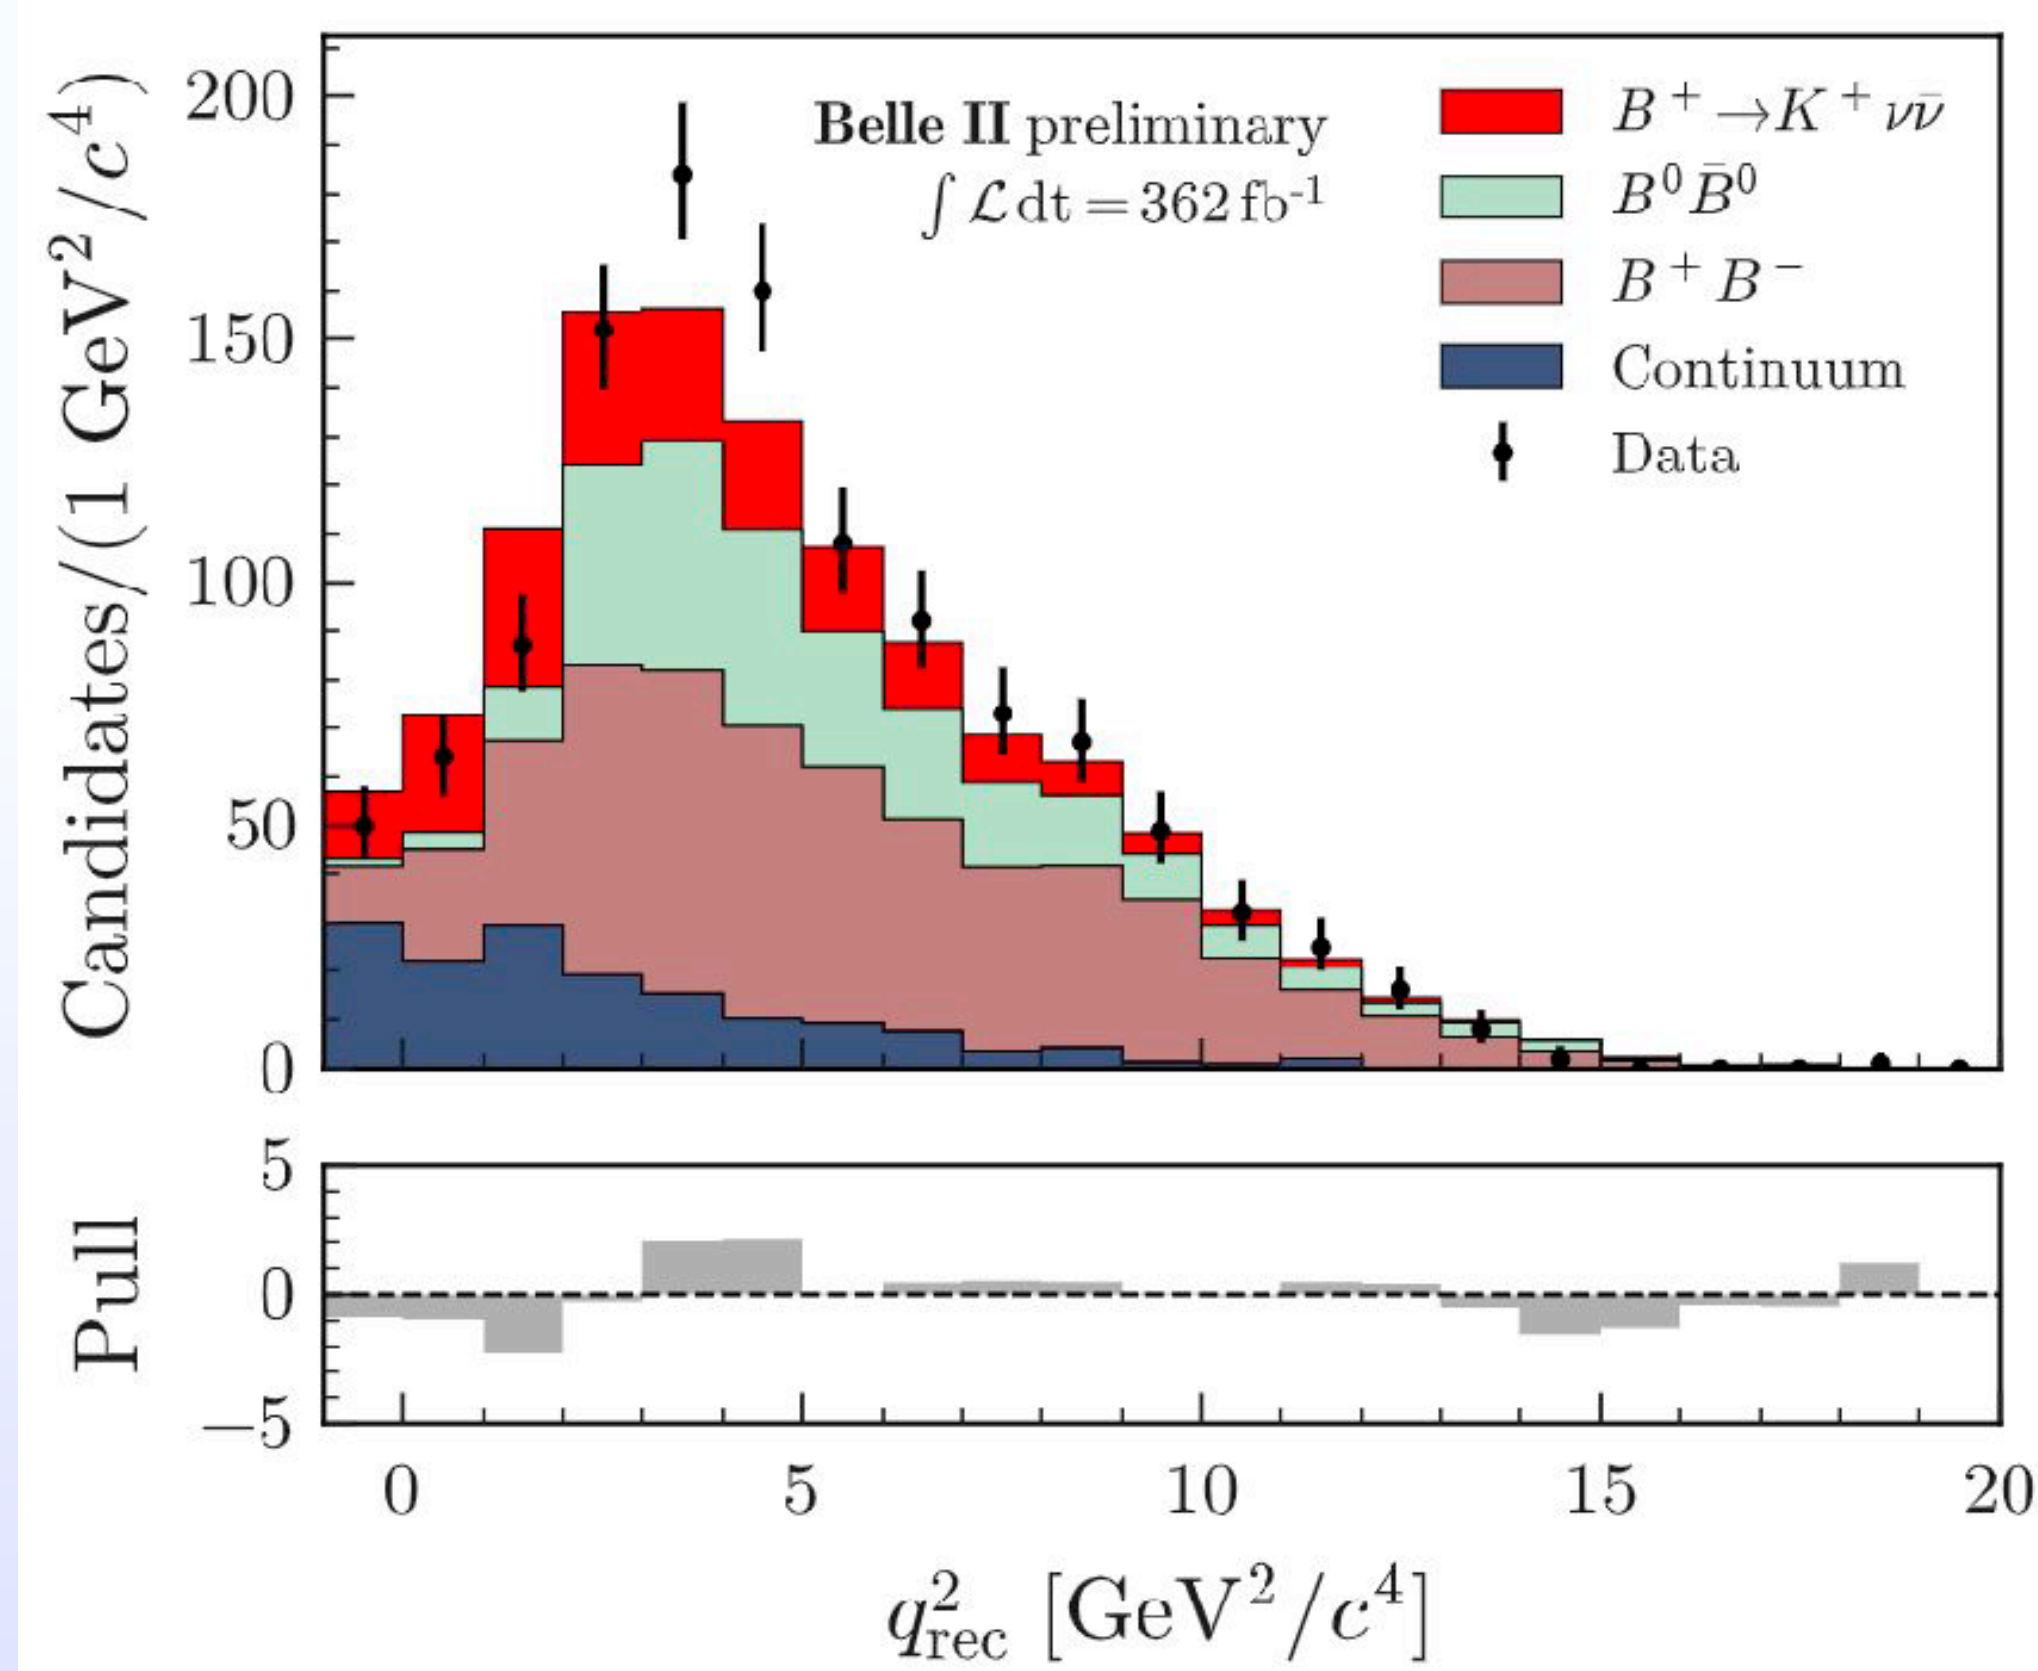 Candidates/(1 GeV²/c⁴)
200
150
100
50
0
Belle II preliminary
∫ ℒ dt = 362 fb⁻¹
B⁺→K⁺νν̄
B⁰B̄⁰
B⁺B⁻
Continuum
Data
Pull
5
0
−5
0 5 10 15 20
q²rec [GeV²/c⁴]